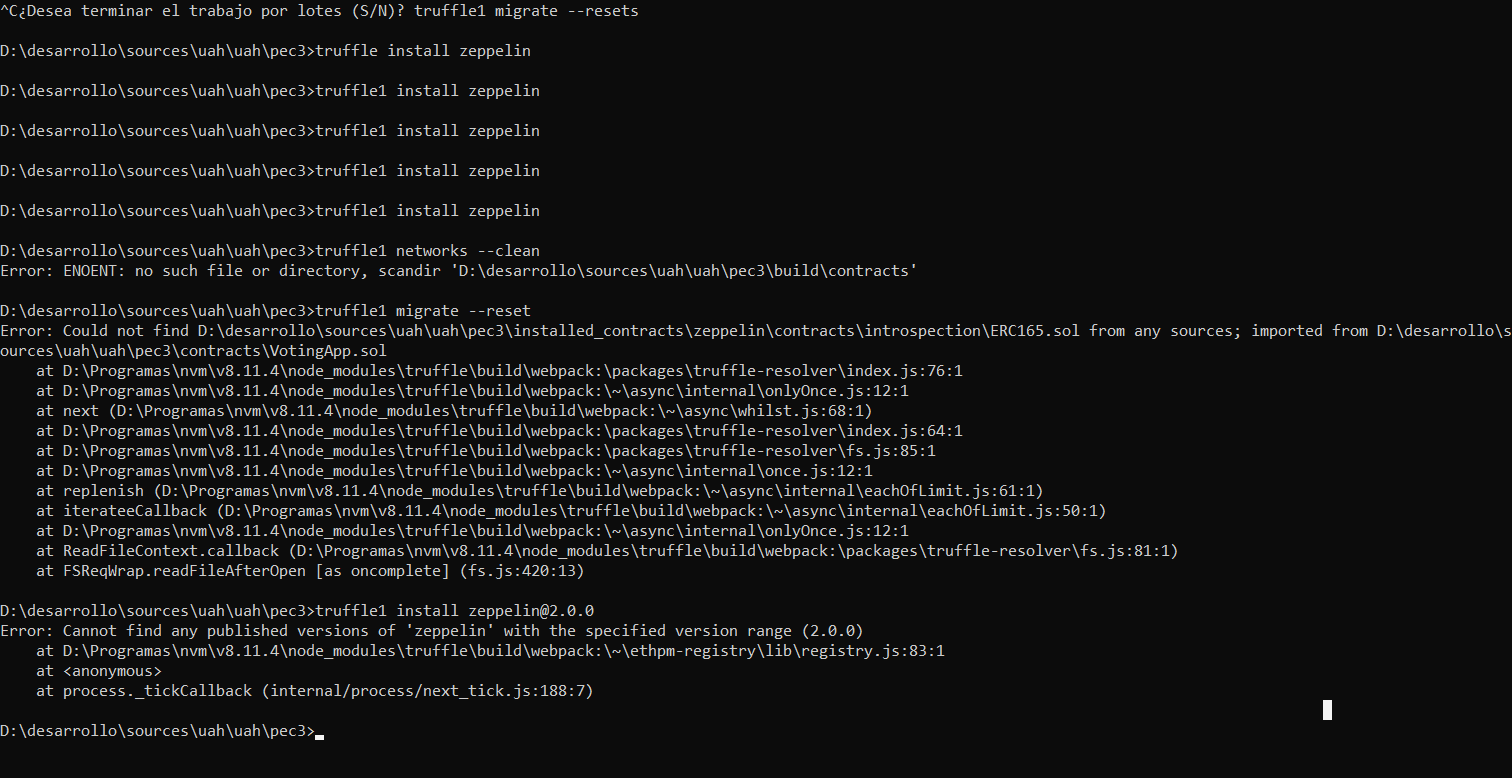 ^C¿Desea terminar el trabajo por lotes (S/N)? truffle1 migrate --resets
D:\desarrollo\sources\uah\uah\pec3>truffle install zeppelin
D:\desarrollo\sources\uah\uah\pec3>truffle1 install zeppelin
D:\desarrollo\sources\uah\uah\pec3>truffle1 install zeppelin
D:\desarrollo\sources\uah\uah\pec3>truffle1 install zeppelin
D:\desarrollo\sources\uah\uah\pec3>truffle1 install zeppelin
D:\desarrollo\sources\uah\uah\pec3>truffle1 networks --clean
Error: ENOENT: no such file or directory, scandir 'D:\desarrollo\sources\uah\uah\pec3\build\contracts'
D:\desarrollo\sources\uah\uah\pec3>truffle1 migrate --reset
Error: Could not find D:\desarrollo\sources\uah\uah\pec3\installed_contracts\zeppelin\contracts\introspection\ERC165.sol from any sources; imported from D:\desarrollo\s
ources\uah\uah\pec3\contracts\VotingApp.sol
    at D:\Programas\nvm\v8.11.4\node_modules\truffle\build\webpack:\packages\truffle-resolver\index.js:76:1
    at D:\Programas\nvm\v8.11.4\node_modules\truffle\build\webpack:\~\async\internal\onlyOnce.js:12:1
    at next (D:\Programas\nvm\v8.11.4\node_modules\truffle\build\webpack:\~\async\whilst.js:68:1)
    at D:\Programas\nvm\v8.11.4\node_modules\truffle\build\webpack:\packages\truffle-resolver\index.js:64:1
    at D:\Programas\nvm\v8.11.4\node_modules\truffle\build\webpack:\packages\truffle-resolver\fs.js:85:1
    at D:\Programas\nvm\v8.11.4\node_modules\truffle\build\webpack:\~\async\internal\once.js:12:1
    at replenish (D:\Programas\nvm\v8.11.4\node_modules\truffle\build\webpack:\~\async\internal\eachOfLimit.js:61:1)
    at iterateeCallback (D:\Programas\nvm\v8.11.4\node_modules\truffle\build\webpack:\~\async\internal\eachOfLimit.js:50:1)
    at D:\Programas\nvm\v8.11.4\node_modules\truffle\build\webpack:\~\async\internal\onlyOnce.js:12:1
    at ReadFileContext.callback (D:\Programas\nvm\v8.11.4\node_modules\truffle\build\webpack:\packages\truffle-resolver\fs.js:81:1)
    at FSReqWrap.readFileAfterOpen [as oncomplete] (fs.js:420:13)
D:\desarrollo\sources\uah\uah\pec3>truffle1 install zeppelin@2.0.0
Error: Cannot find any published versions of 'zeppelin' with the specified version range (2.0.0)
    at D:\Programas\nvm\v8.11.4\node_modules\truffle\build\webpack:\~\ethpm-registry\lib\registry.js:83:1
    at <anonymous>
    at process._tickCallback (internal/process/next_tick.js:188:7)
D:\desarrollo\sources\uah\uah\pec3>